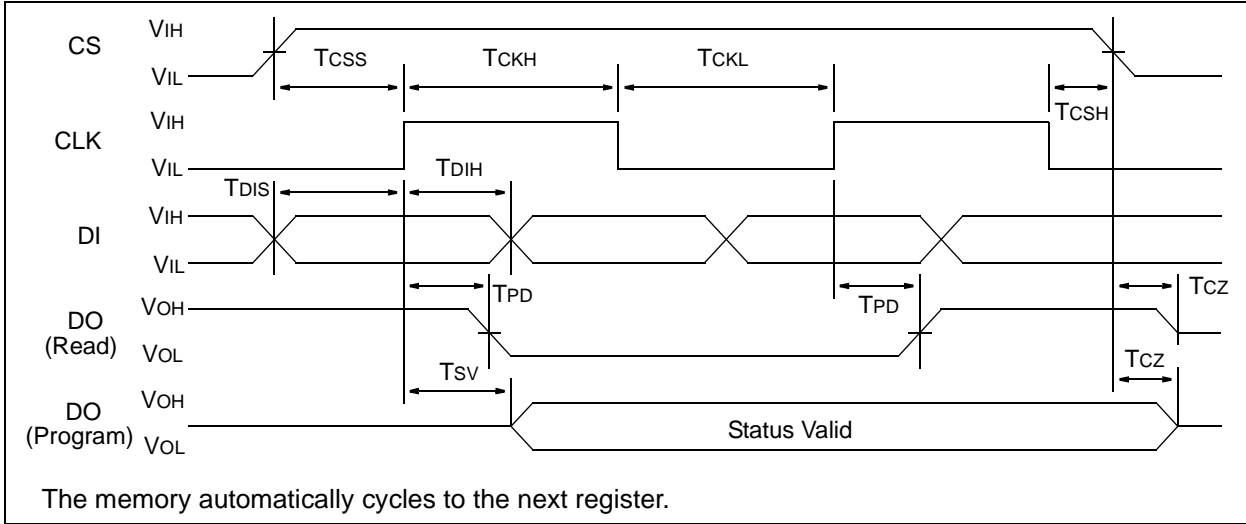 CS
VIH
VIL
TCSS
TCKH
TCKL
TCSH
CLK
VIH
VIL
TDIS
TDIH
DI
VIH
VIL
TPD
TPD
TCZ
DO
(Read)
VOH
VOL
TSV
TCZ
DO
(Program)
VOH
VOL
Status Valid
The memory automatically cycles to the next register.